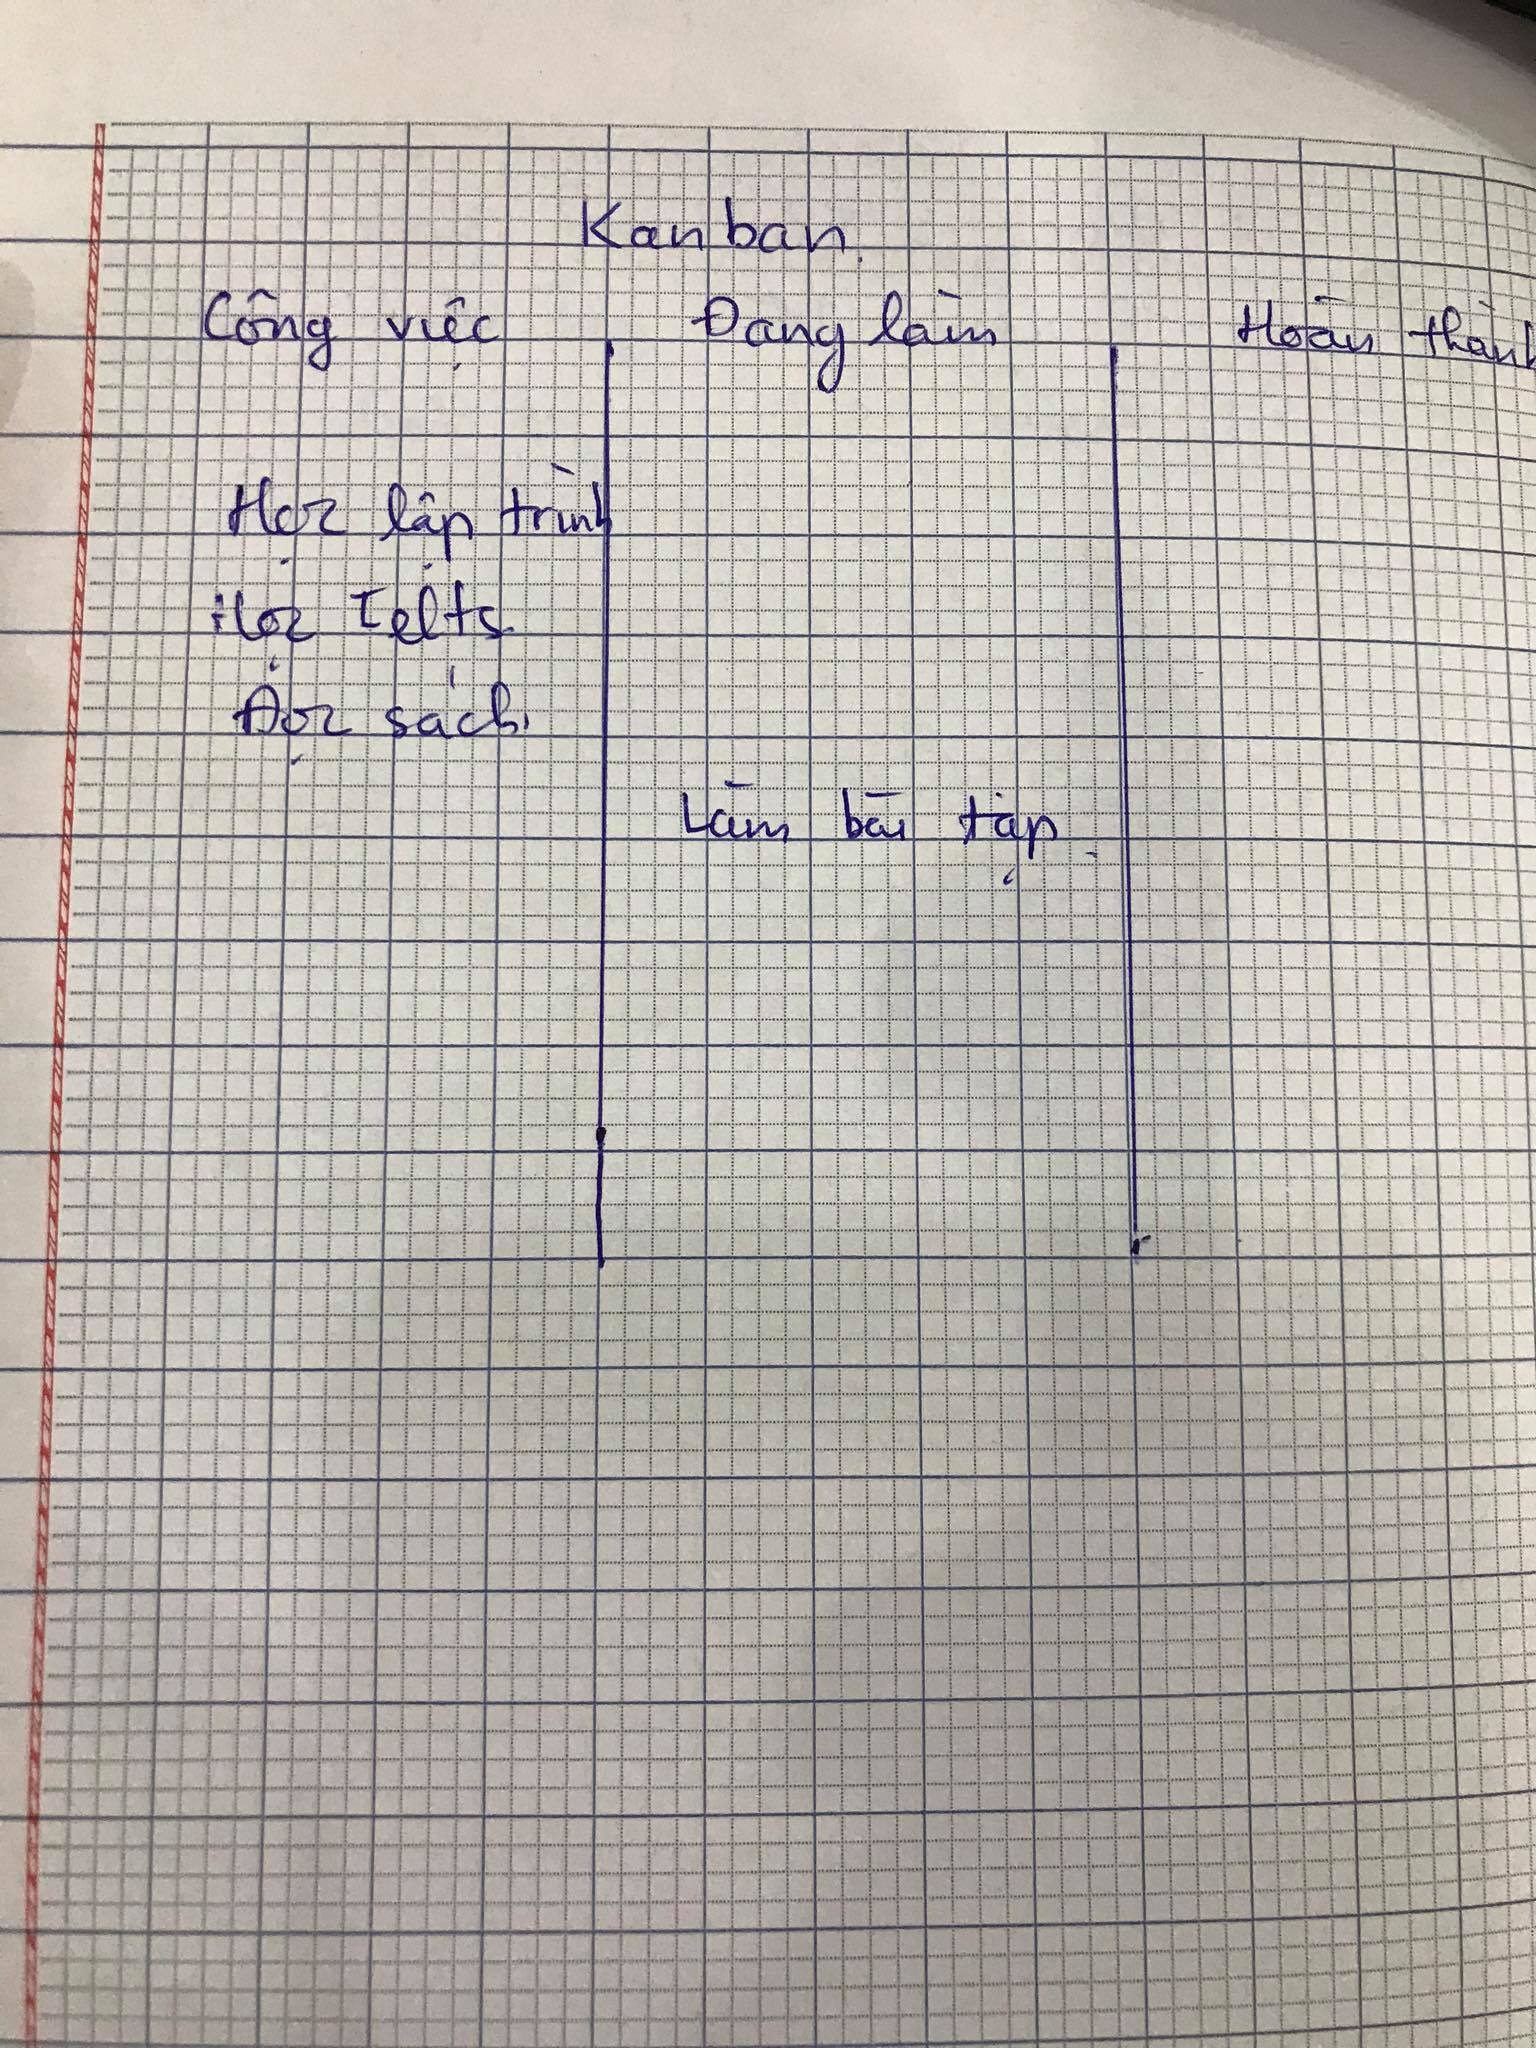 Kanban.
Công việc Đang làm Hoàn thành
Học lập trình
Học Ielts
Đọc sách
Làm bài tập